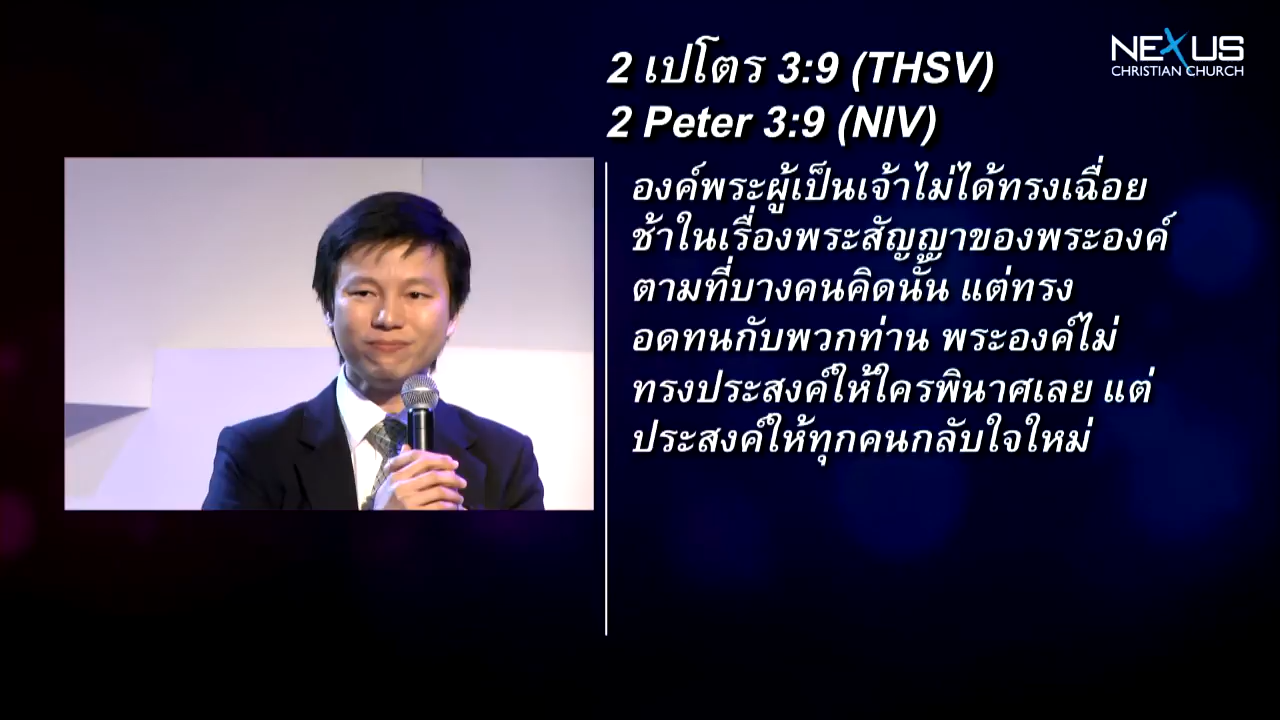 NEXUS
CHRISTIAN CHURCH
2 เปโตร 3:9 (THSV)
2 Peter 3:9 (NIV)
องค์พระผู้เป็นเจ้าไม่ได้ทรงเฉื่อย
ช้าในเรื่องพระสัญญาของพระองค์
ตามที่บางคนคิดนั้น แต่ทรง
อดทนกับพวกท่าน พระองค์ไม่
ทรงประสงค์ให้ใครพินาศเลย แต่
ประสงค์ให้ทุกคนกลับใจใหม่